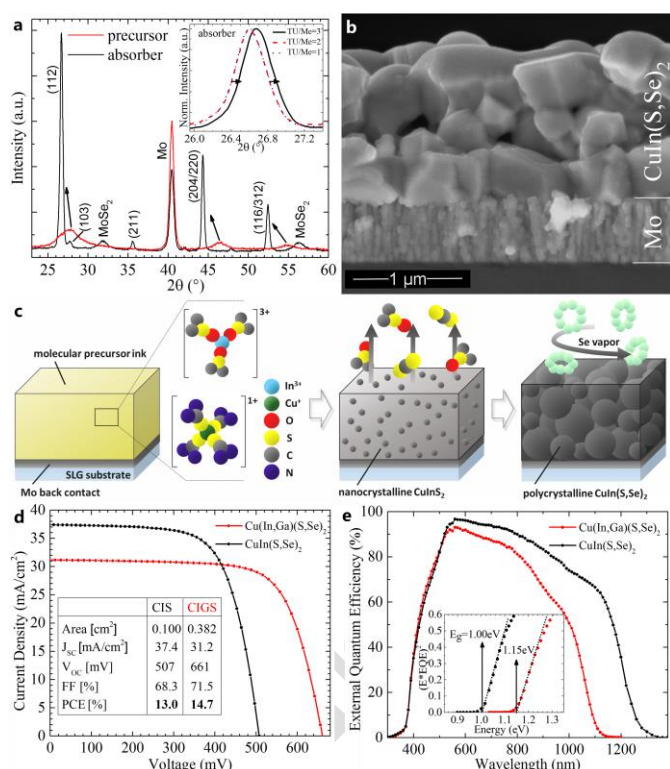 a
precursor
absorber
absorber
TU/Me=3
TU/Me=2
TU/Me=1
Norm. Intensity (a.u.)
26.0 26.4 26.8 27.2
2θ (°)
Intensity (a.u.)
(112)
(103)
MoSe2
(211)
Mo
(204/220)
(116/312)
MoSe2
25 30 35 40 45 50 55 60
2θ (°)
b
CuIn(S,Se)2
Mo
1 µm
c
molecular precursor ink
SLG substrate
Mo back contact
3+
1+
In3+
Cu+
O
S
C
N
nanocrystalline CuInS2
Se vapor
polycrystalline CuIn(S,Se)2
d
Cu(In,Ga)(S,Se)2
CuIn(S,Se)2
Current Density (mA/cm2)
40
35
30
25
20
15
10
5
0
CIS CIGS
Area [cm2] 0.100 0.382
JSC [mA/cm2] 37.4 31.2
VOC [mV] 507 661
FF [%] 68.3 71.5
PCE [%] 13.0 14.7
0 100 200 300 400 500 600
Voltage (mV)
e
Cu(In,Ga)(S,Se)2
CuIn(S,Se)2
External Quantum Efficiency (%)
100
80
60
40
20
0
Eg=1.00eV
1.15eV
(E*EQE)2
0.6
0.5
0.4
0.3
0.2
0.1
0.0
0.9 1.0 1.1 1.2 1.3
Energy (eV)
400 600 800 1000 1200
Wavelength (nm)